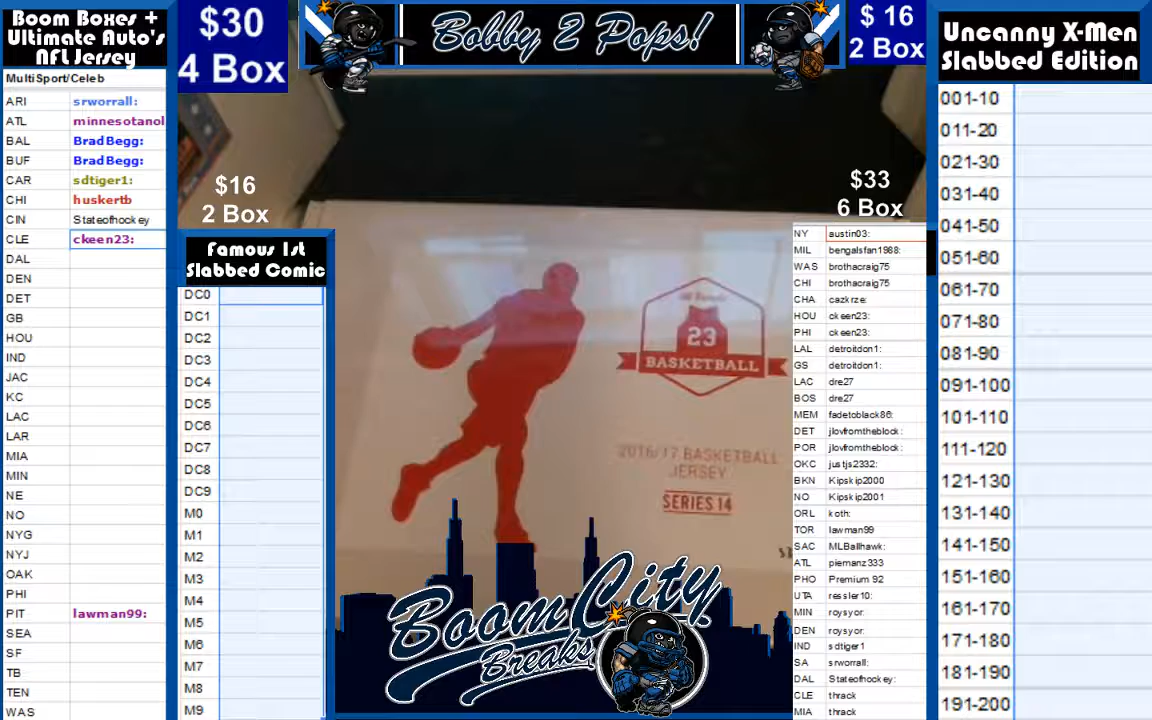 Boom Boxes +
Ultimate Auto's
NFL Jersey
MultiSport/Celeb
ARI srworrall:
ATL minnesotanol
BAL BradBegg:
BUF BradBegg:
CAR sdtiger1:
CHI huskertb
CIN Stateofhockey
CLE ckeen23:
DAL
DEN
DET
GB
HOU
IND
JAC
KC
LAC
LAR
MIA
MIN
NE
NO
NYG
NYJ
OAK
PHI
PIT lawman99:
SEA
SF
TB
TEN
WAS
$30
4 Box
Bobby 2 Pops!
$ 16
2 Box
$16
2 Box
$33
6 Box
Famous 1st
Slabbed Comic
DC0
DC1
DC2
DC3
DC4
DC5
DC6
DC7
DC8
DC9
M0
M1
M2
M3
M4
M5
M6
M7
M8
M9
23
BASKETBALL
2016/17 BASKETBALL
JERSEY
SERIES 14
Boom City
Breaks
NY austin03:
MIL bengalsfan1988:
WAS brothacraig75
CHI brothacraig75
CHA cazkrze:
HOU ckeen23:
PHI ckeen23:
LAL detroitdon1:
GS detroitdon1:
LAC dre27
BOS dre27
MEM fadetoblack86:
DET jlovfromtheblock:
POR jlovfromtheblock:
OKC justjs2332:
BKN Kipskip2000
NO Kipskip2001
ORL koth:
TOR lawman99
SAC MLBallhawk:
ATL piemanz333
PHO Premium 92
UTA ressler10:
MIN roysyor:
DEN roysyor:
IND sdtiger1
SA srworrall:
DAL Stateofhockey:
CLE thrack
MIA thrack
Uncanny X-Men
Slabbed Edition
001-10
011-20
021-30
031-40
041-50
051-60
061-70
071-80
081-90
091-100
101-110
111-120
121-130
131-140
141-150
151-160
161-170
171-180
181-190
191-200